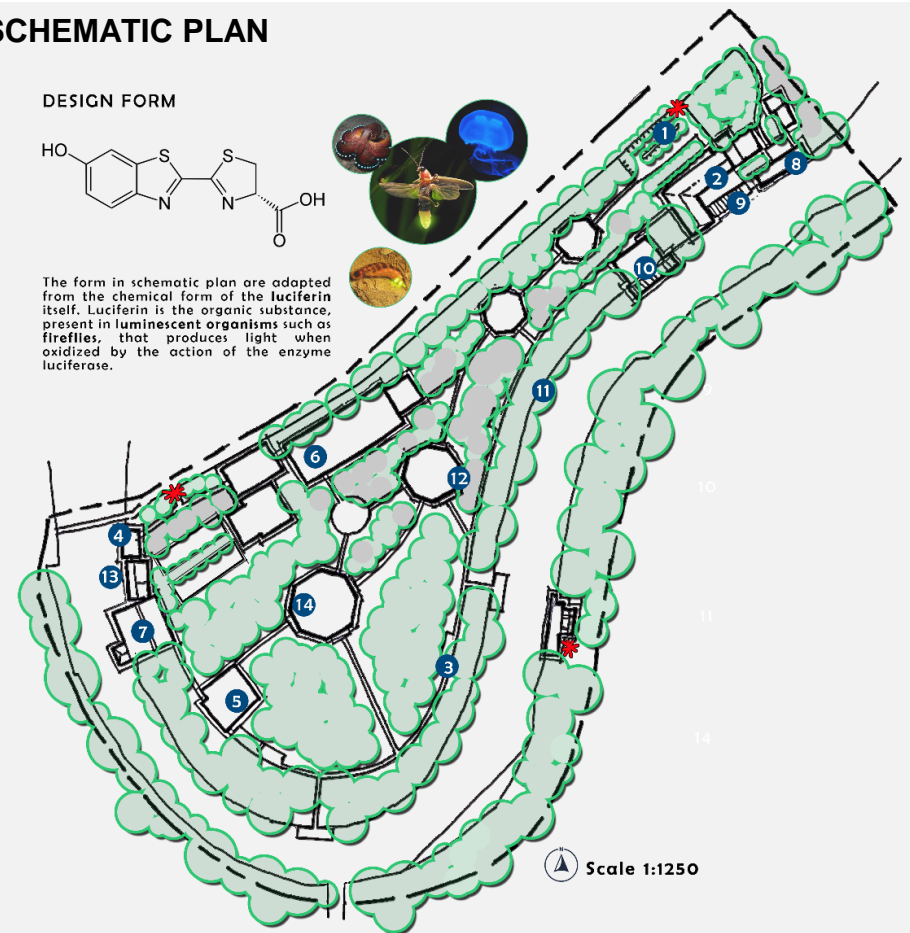 SCHEMATIC PLAN
DESIGN FORM
HO
S
S
N
N
OH
O
The form in schematic plan are adapted
from the chemical form of the luciferin
itself. Luciferin is the organic substance,
present in luminescent organisms such as
fireflies, that produces light when
oxidized by the action of the enzyme
luciferase.
1
2
8
9
10
11
6
12
4
13
14
7
3
5
10
11
14
N
Scale 1:1250